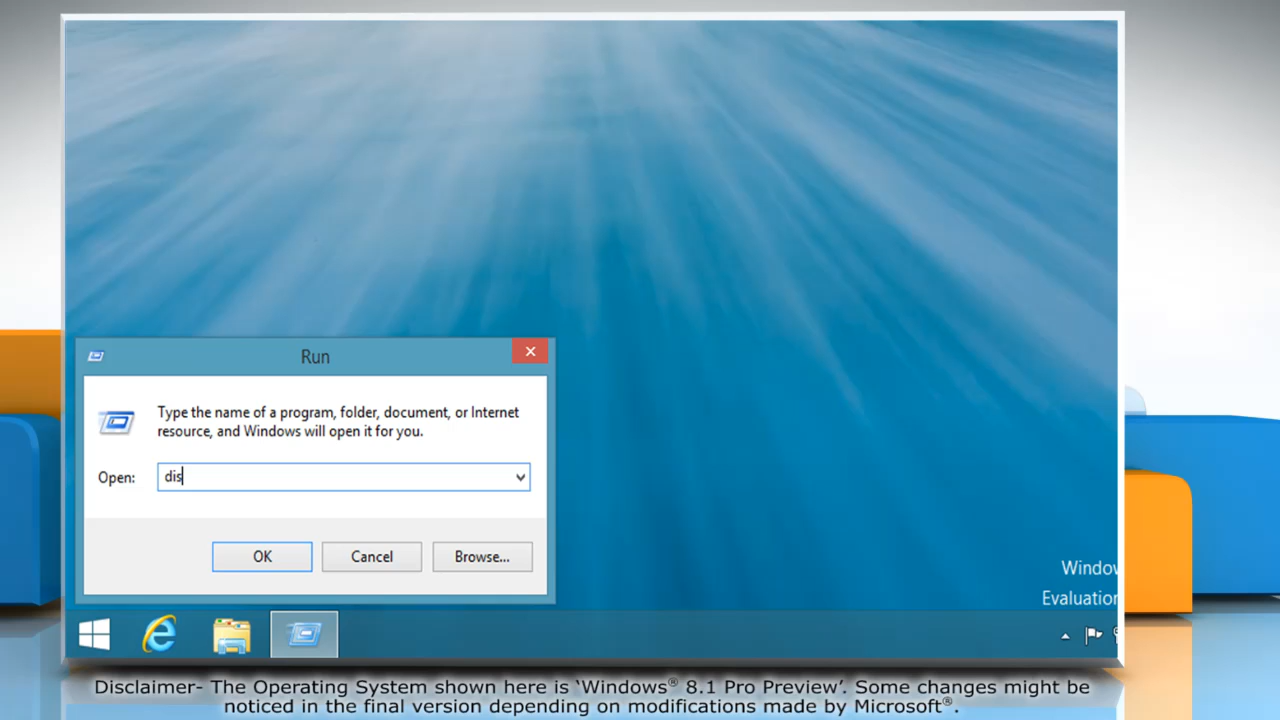 Run
Type the name of a program, folder, document, or Internet
resource, and Windows will open it for you.
Open: dis
OK Cancel Browse...
Evaluation
Disclaimer- The Operating System shown here is ‘Windows® 8.1 Pro Preview’. Some changes might be
noticed in the final version depending on modifications made by Microsoft®.